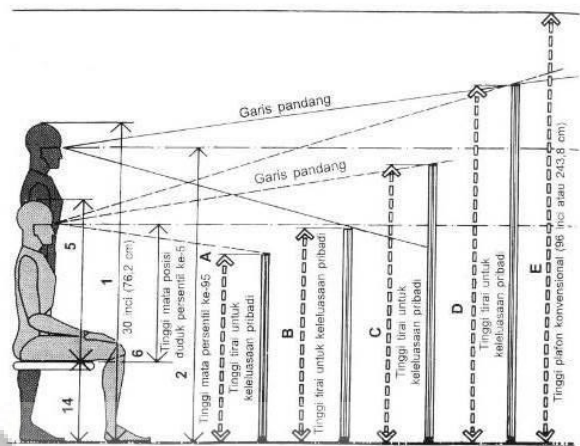 Garis pandang
Garis pandang
5
1
30 inci (76,2 cm)
6
Tinggi mata posisi
duduk persentil ke-5
2
Tinggi mata persentil ke-95
14
A
Tinggi tirai untuk
keleluasaan pribadi
B
Tinggi tirai untuk keleluasaan pribadi
C
Tinggi tirai untuk
keleluasaan pribadi
D
Tinggi tirai untuk
keleluasaan pribadi
E
Tinggi plafon konvensional (96 inci atau 243,8 cm)